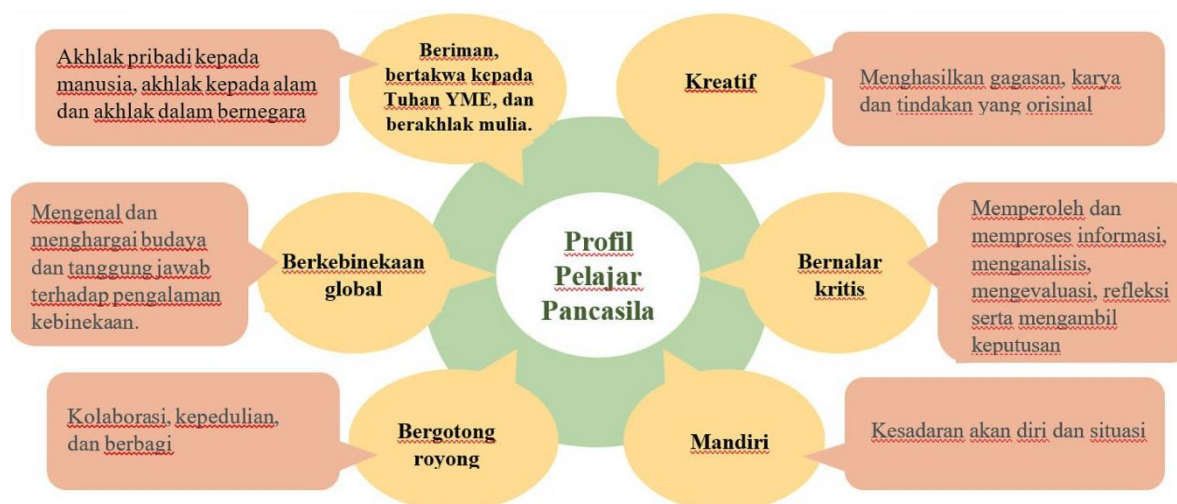 Akhlak pribadi kepada
manusia, akhlak kepada alam
dan akhlak dalam bernegara
Beriman,
bertakwa kepada
Tuhan YME, dan
berakhlak mulia.
Kreatif
Menghasilkan gagasan, karya
dan tindakan yang orisinal
Mengenal dan
menghargai budaya
dan tanggung jawab
terhadap pengalaman
kebinekaan.
Berkebinekaan
global
Profil
Pelajar
Pancasila
Bernalar
kritis
Memperoleh dan
memproses informasi,
menganalisis,
mengevaluasi, refleksi
serta mengambil
keputusan
Kolaborasi, kepedulian,
dan berbagi
Bergotong
royong
Mandiri
Kesadaran akan diri dan situasi